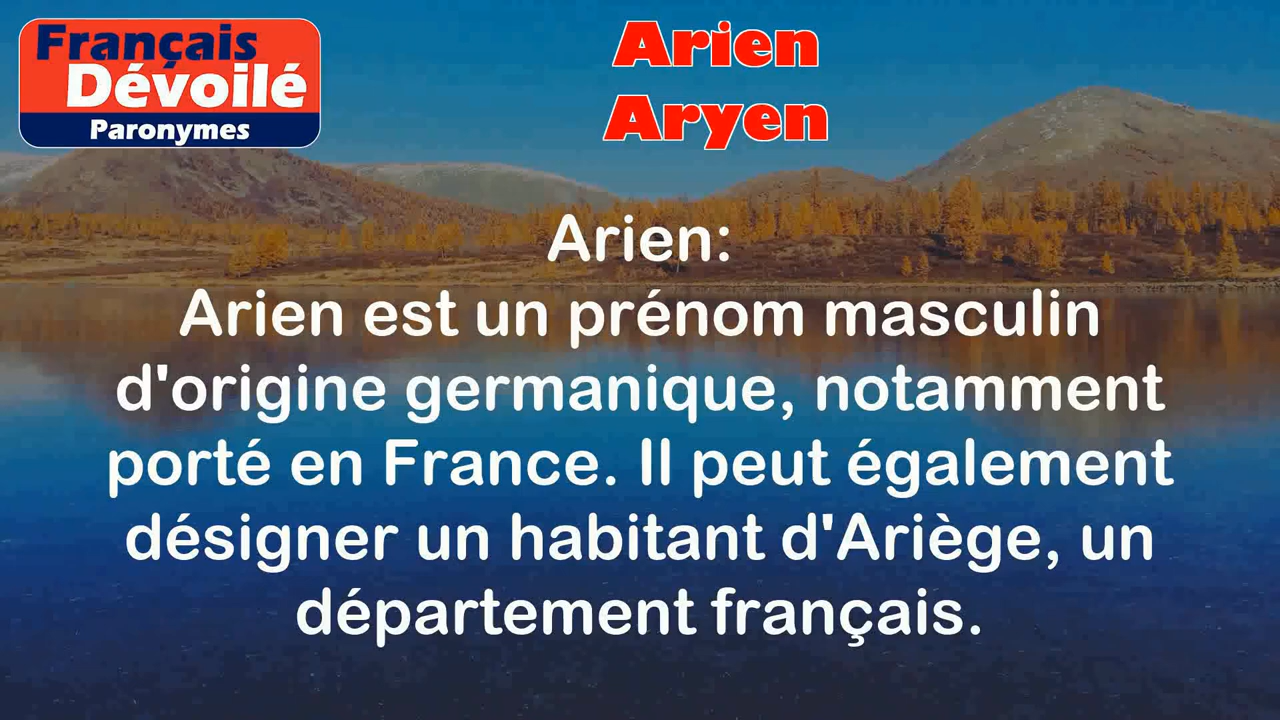 Français
Dévoilé
Paronymes
Arien
Aryen
Arien:
Arien est un prénom masculin
d'origine germanique, notamment
porté en France. Il peut également
désigner un habitant d'Ariège, un
département français.